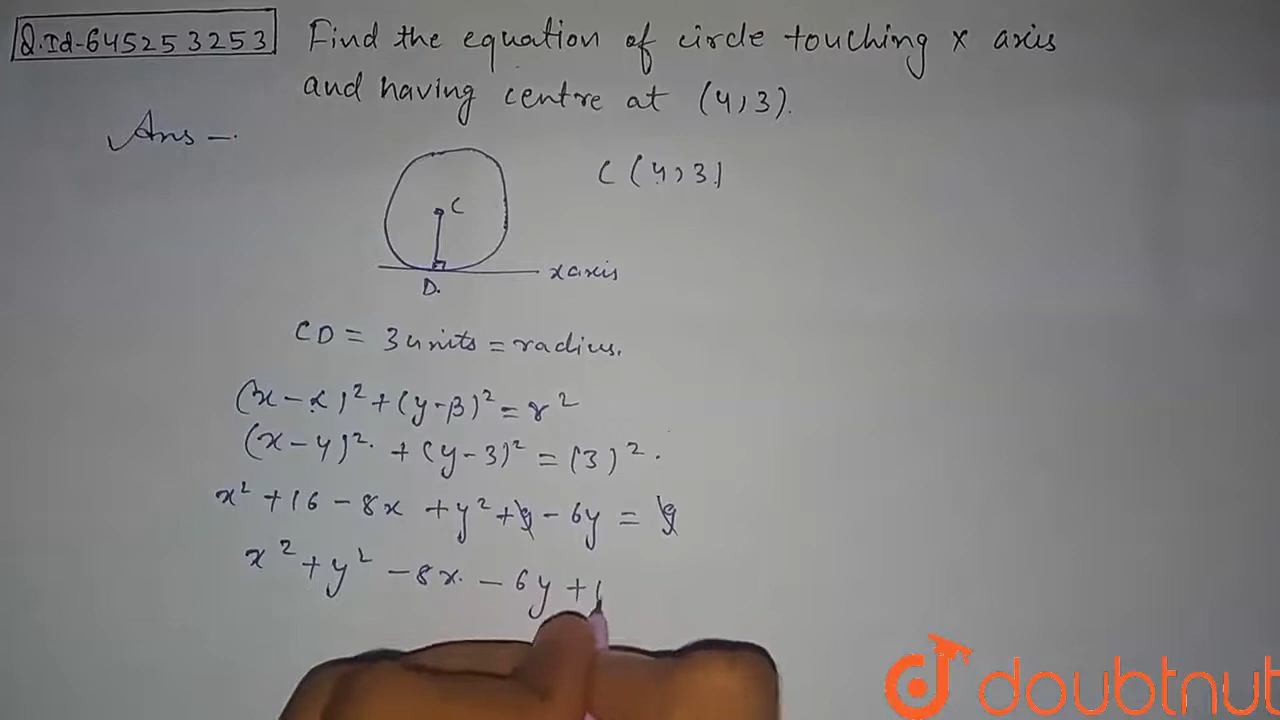 Q.Id-645253253 Find the equation of circle touching x axis
and having centre at (4,3).
Ans -
C (4,3)
C
x axis
D.
CD = 3 units = radius.
(x-α)² + (y-β)² = r²
(x-4)² + (y-3)² = (3)².
x² + 16 - 8x + y² + 9 - 6y = 9
x² + y² - 8x - 6y + 1
doubtnut